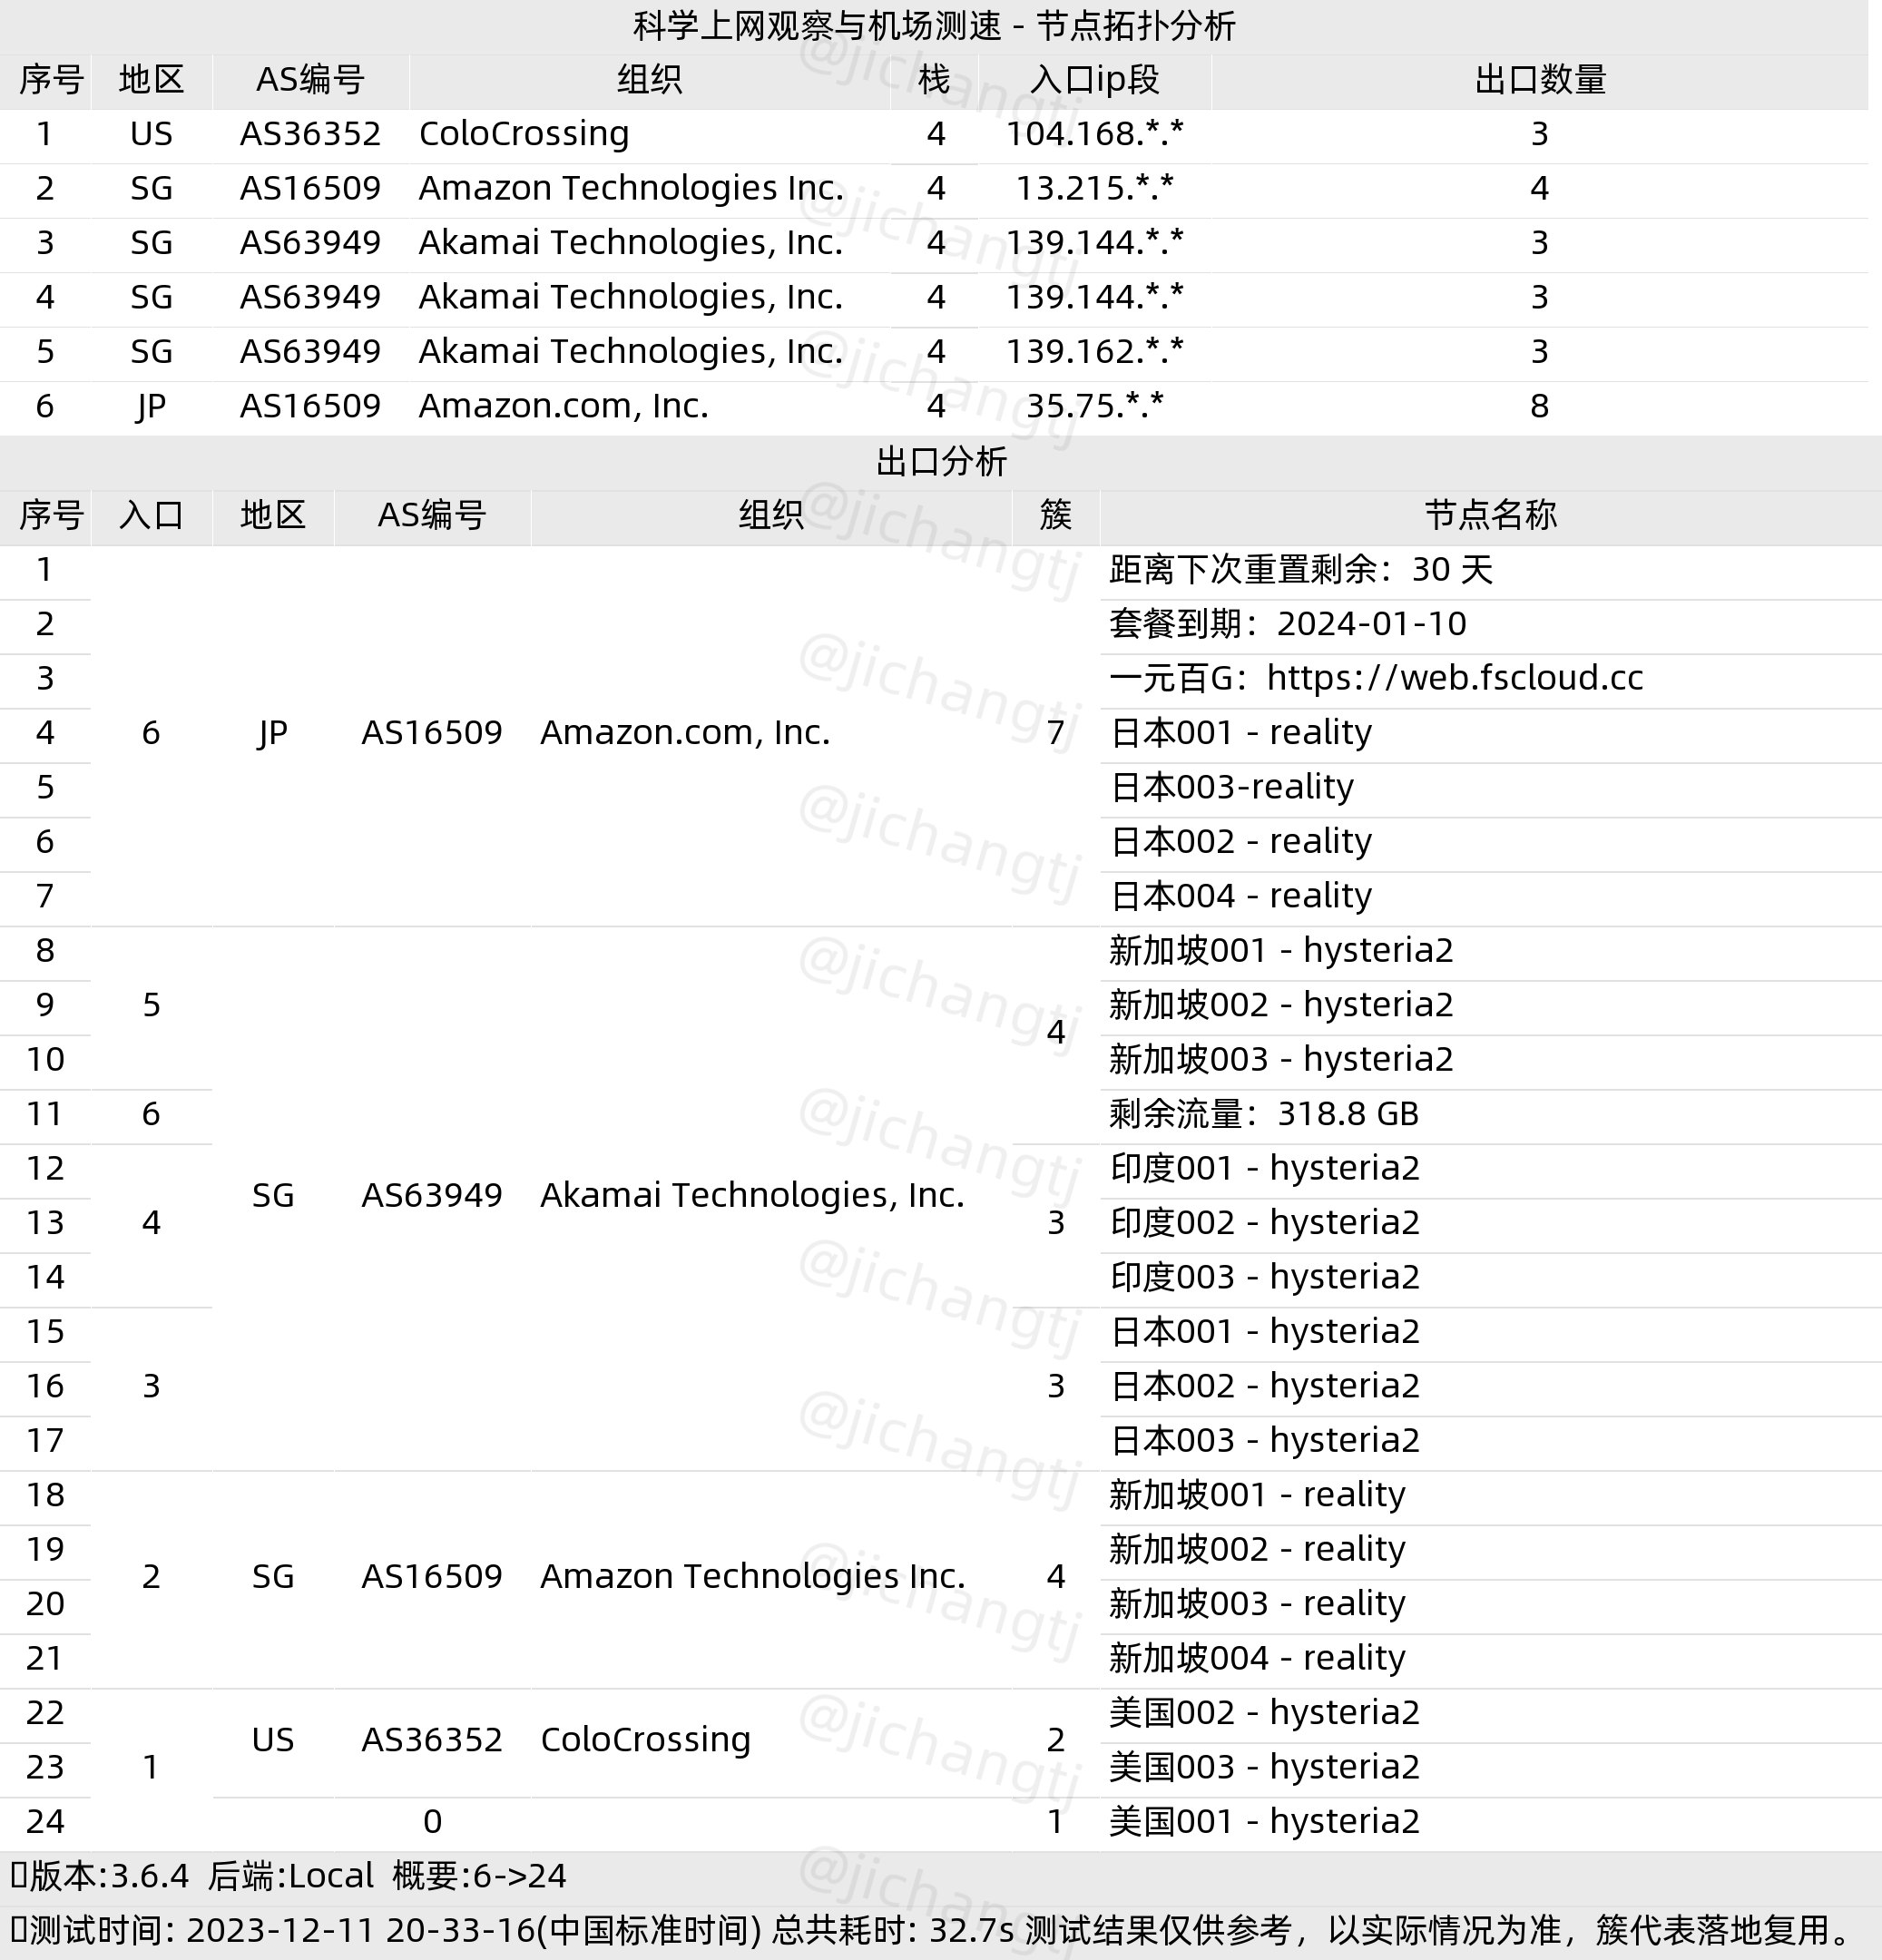 科学上网观察与机场测速 - 节点拓扑分析
序号 地区 AS编号 组织 栈 入口ip段 出口数量
1 US AS36352 ColoCrossing 4 104.168.*.* 3
2 SG AS16509 Amazon Technologies Inc. 4 13.215.*.* 4
3 SG AS63949 Akamai Technologies, Inc. 4 139.144.*.* 3
4 SG AS63949 Akamai Technologies, Inc. 4 139.144.*.* 3
5 SG AS63949 Akamai Technologies, Inc. 4 139.162.*.* 3
6 JP AS16509 Amazon.com, Inc. 4 35.75.*.* 8
出口分析
序号 入口 地区 AS编号 组织 簇 节点名称
1 距离下次重置剩余：30 天
2 套餐到期：2024-01-10
3 一元百G：https://web.fscloud.cc
4 6 JP AS16509 Amazon.com, Inc. 7 日本001 - reality
5 日本003-reality
6 日本002 - reality
7 日本004 - reality
8 新加坡001 - hysteria2
9 5 新加坡002 - hysteria2
4
10 新加坡003 - hysteria2
11 6 剩余流量：318.8 GB
12 印度001 - hysteria2
SG AS63949 Akamai Technologies, Inc.
13 4 3 印度002 - hysteria2
14 印度003 - hysteria2
15 日本001 - hysteria2
16 3 3 日本002 - hysteria2
17 日本003 - hysteria2
18 新加坡001 - reality
19 新加坡002 - reality
2 SG AS16509 Amazon Technologies Inc. 4
20 新加坡003 - reality
21 新加坡004 - reality
22 美国002 - hysteria2
US AS36352 ColoCrossing 2
23 1 美国003 - hysteria2
24 0 1 美国001 - hysteria2
版本:3.6.4 后端:Local 概要:6->24
测试时间: 2023-12-11 20-33-16(中国标准时间) 总共耗时: 32.7s 测试结果仅供参考，以实际情况为准，簇代表落地复用。
@jichangtj
@jichangtj
@jichangtj
@jichangtj
@jichangtj
@jichangtj
@jichangtj
@jichangtj
@jichangtj
@jichangtj
@jichangtj
@jichangtj
@jichangtj